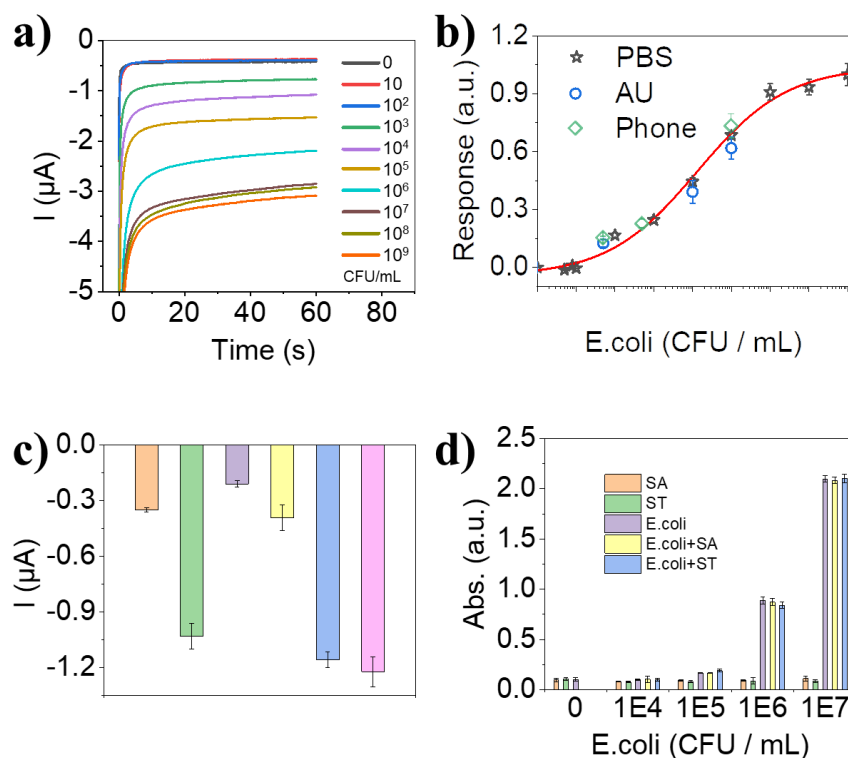 a)
0
-1
-2
-3
-4
-5
I (µA)
0
20
40
60
Time (s)
0
10
10²
10³
10⁴
10⁵
10⁶
10⁷
10⁸
10⁹
CFU/mL
b)
1.2
0.9
0.6
0.3
0.0
Response (a.u.)
PBS
AU
Phone
E.coli (CFU / mL)
c)
0.0
-0.3
-0.6
-0.9
-1.2
I (µA)
d)
2.5
2.0
1.5
1.0
0.5
0.0
Abs. (a.u.)
SA
ST
E.coli
E.coli+SA
E.coli+ST
0
1E4
1E5
1E6
1E7
E.coli (CFU / mL)